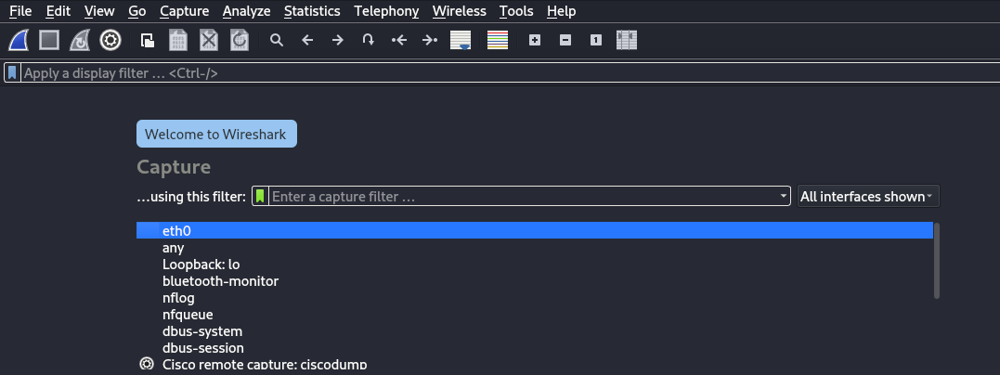 File Edit View Go Capture Analyze Statistics Telephony Wireless Tools Help
1
Apply a display filter … <Ctrl-/>
Welcome to Wireshark
Capture
…using this filter: Enter a capture filter … All interfaces shown
eth0
any
Loopback: lo
bluetooth-monitor
nflog
nfqueue
dbus-system
dbus-session
Cisco remote capture: ciscodump